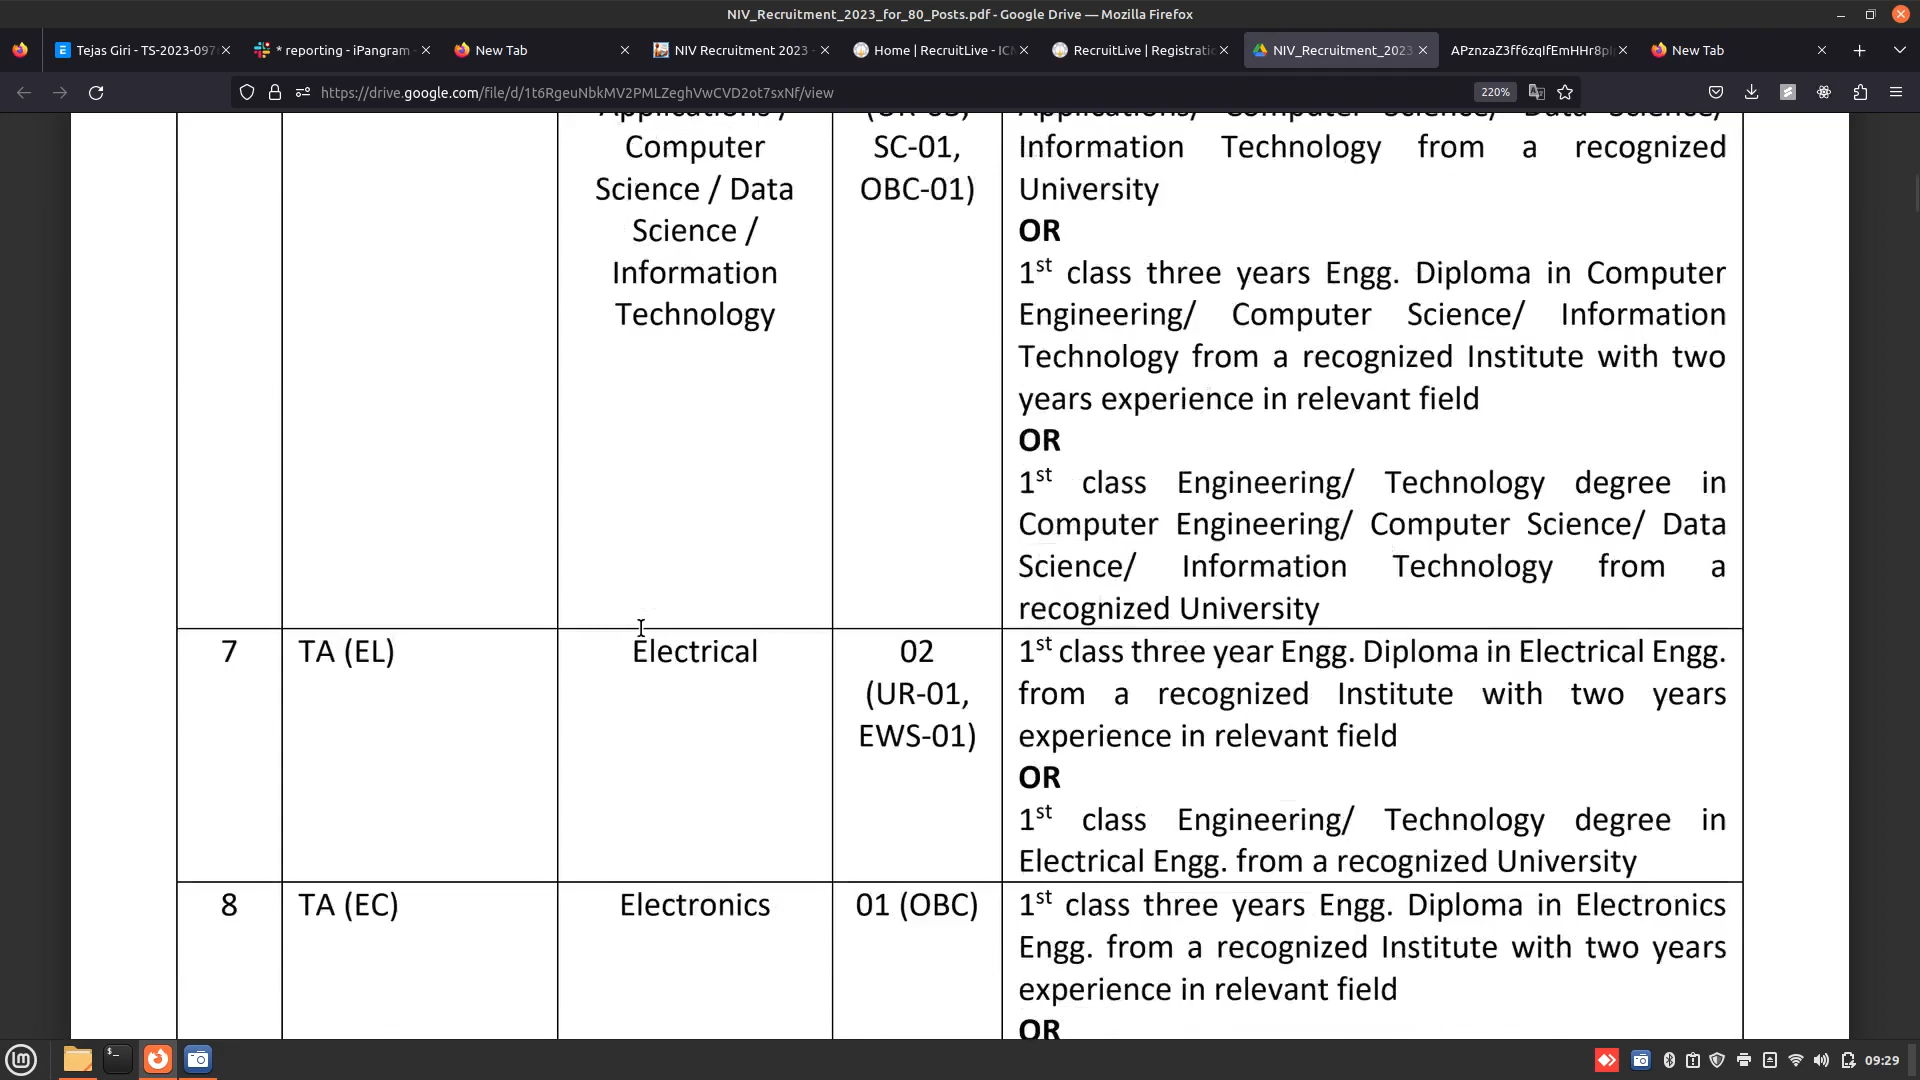 NIV_Recruitment_2023_for_80_Posts.pdf - Google Drive — Mozilla Firefox
Tejas Giri - TS-2023-097
* reporting - iPangram
New Tab
NIV Recruitment 2023 -
Home | RecruitLive - ICM
RecruitLive | Registratio
NIV_Recruitment_2023
APznzaZ3ff6zqIfEmHHr8pl
New Tab
https://drive.google.com/file/d/1t6RgeuNbkMV2PMLZeghVwCVD2ot7sxNf/view
220%
Applications /
Computer
Science / Data
Science /
Information
Technology
SC-01,
OBC-01)
Applications/ Computer Science/ Data Science/
Information Technology from a recognized
University
OR
1st class three years Engg. Diploma in Computer
Engineering/ Computer Science/ Information
Technology from a recognized Institute with two
years experience in relevant field
OR
1st class Engineering/ Technology degree in
Computer Engineering/ Computer Science/ Data
Science/ Information Technology from a
recognized University
7
TA (EL)
Electrical
02
(UR-01,
EWS-01)
1st class three year Engg. Diploma in Electrical Engg.
from a recognized Institute with two years
experience in relevant field
OR
1st class Engineering/ Technology degree in
Electrical Engg. from a recognized University
8
TA (EC)
Electronics
01 (OBC)
1st class three years Engg. Diploma in Electronics
Engg. from a recognized Institute with two years
experience in relevant field
OR
09:29